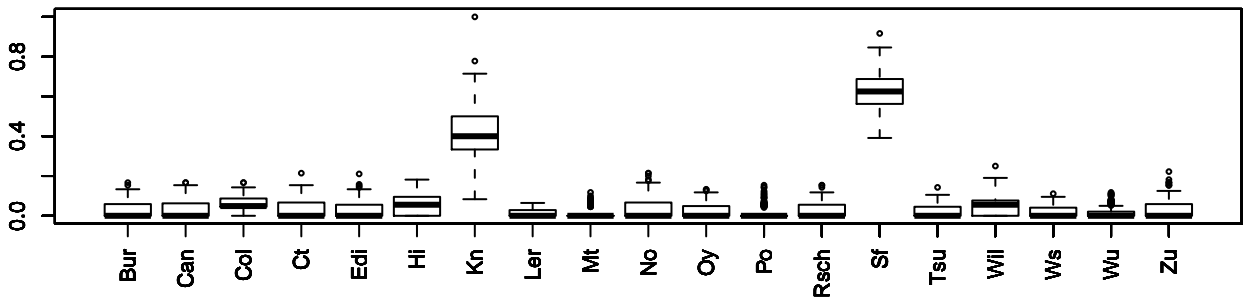 0.8
0.4
0.0
Bur Can Col Ct Edi Hi Kn Ler Mt No Oy Po Rsch Sf Tsu Wil Ws Wu Zu